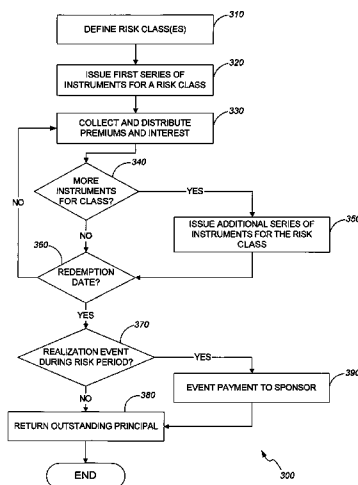 310
DEFINE RISK CLASS(ES)
320
ISSUE FIRST SERIES OF
INSTRUMENTS FOR A RISK CLASS
330
COLLECT AND DISTRIBUTE
PREMIUMS AND INTEREST
340
MORE
INSTRUMENTS
FOR CLASS?
YES
NO
NO
350
ISSUE ADDITIONAL SERIES OF
INSTRUMENTS FOR THE RISK
CLASS
360
REDEMPTION
DATE?
YES
370
REALIZATION EVENT
DURING RISK PERIOD?
YES
390
EVENT PAYMENT TO SPONSOR
NO
380
RETURN OUTSTANDING PRINCIPAL
END
300